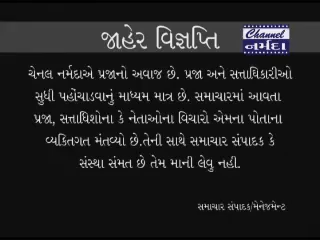 જાહેર વિજ્ઞપ્તિ
Channel
નર્મદા
ચેનલ નર્મદાએ પ્રજાનો અવાજ છે. પ્રજા અને સત્તાધિકારીઓ
સુધી પહોંચાડવાનું માધ્યમ માત્ર છે. સમાચારમાં આવતા
પ્રજા, સત્તાધિશોના કે નેતાઓના વિચારો એમના પોતાના
વ્યકિતગત મંતવ્યો છે.તેની સાથે સમાચાર સંપાદક કે
સંસ્થા સંમત છે તેમ માની લેવુ નહી.
સમાચાર સંપાદક/મેનેજમેન્ટ